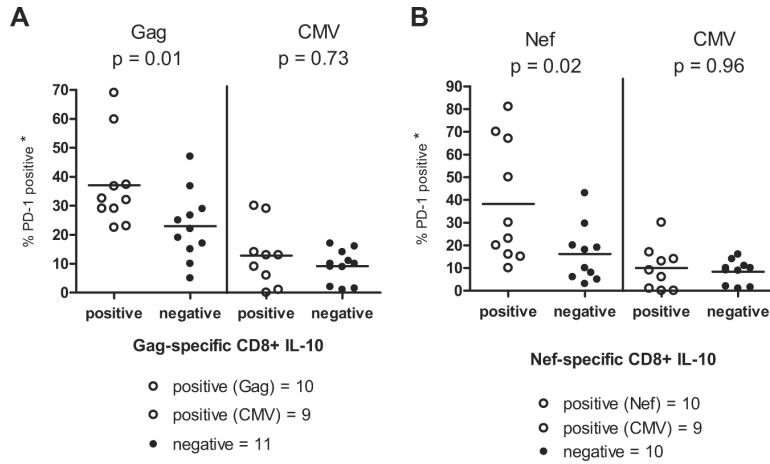 A
Gag
p = 0.01
CMV
p = 0.73
% PD-1 positive *
70
60
50
40
30
20
10
0
positive negative positive negative
Gag-specific CD8+ IL-10
positive (Gag) = 10
positive (CMV) = 9
negative = 11
B
Nef
p = 0.02
CMV
p = 0.96
% PD-1 positive *
90
80
70
60
50
40
30
20
10
0
positive negative positive negative
Nef-specific CD8+ IL-10
positive (Nef) = 10
positive (CMV) = 9
negative = 10